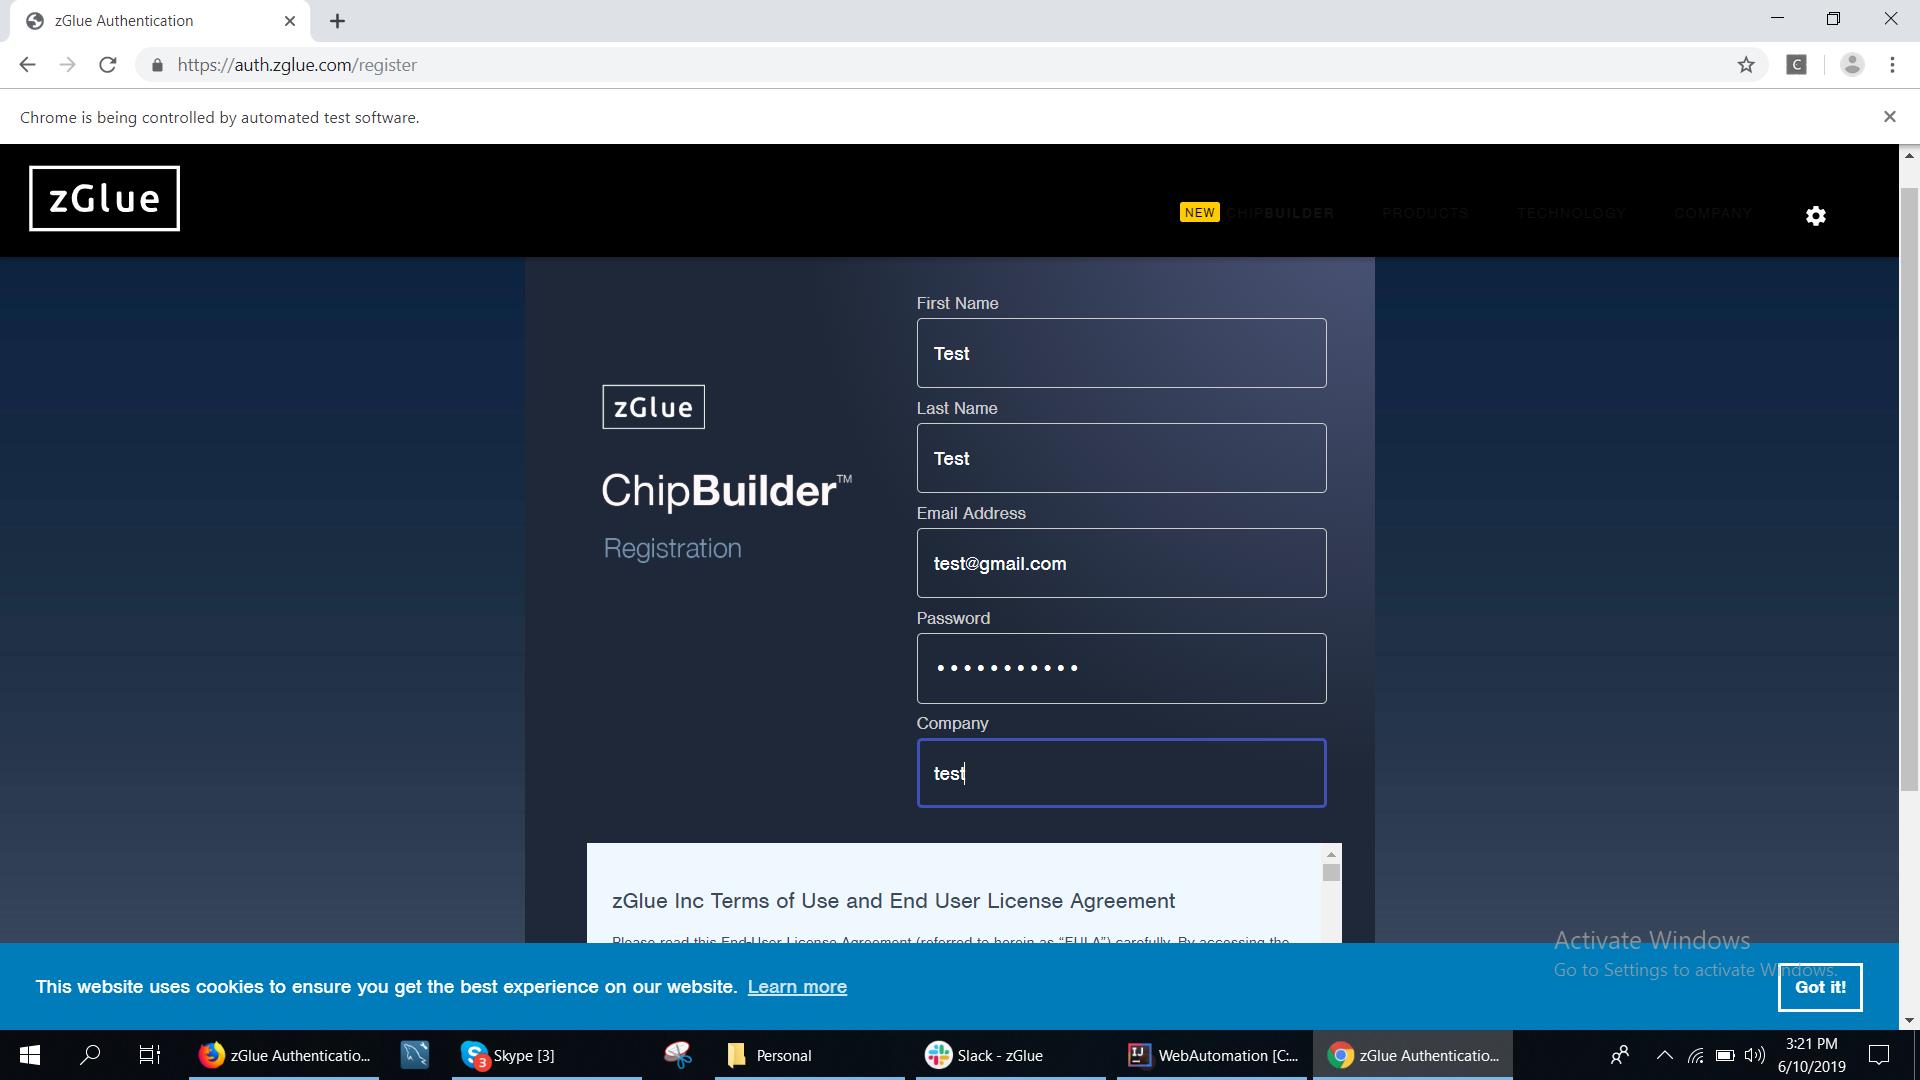 zGlue Authentication
https://auth.zglue.com/register
C
Chrome is being controlled by automated test software.
zGlue
NEW CHIPBUILDER PRODUCTS TECHNOLOGY COMPANY
First Name
Test
Last Name
Test
zGlue
ChipBuilder™
Registration
Email Address
test@gmail.com
Password
Company
test
zGlue Inc Terms of Use and End User License Agreement
Please read this End-User License Agreement (referred to herein as “EULA”) carefully. By accessing the
Activate Windows
Go to Settings to activate Windows.
This website uses cookies to ensure you get the best experience on our website. Learn more
Got it!
zGlue Authenticatio...
3
Skype [3]
Personal
Slack - zGlue
IJ
WebAutomation [C:...
zGlue Authenticatio...
3:21 PM
6/10/2019